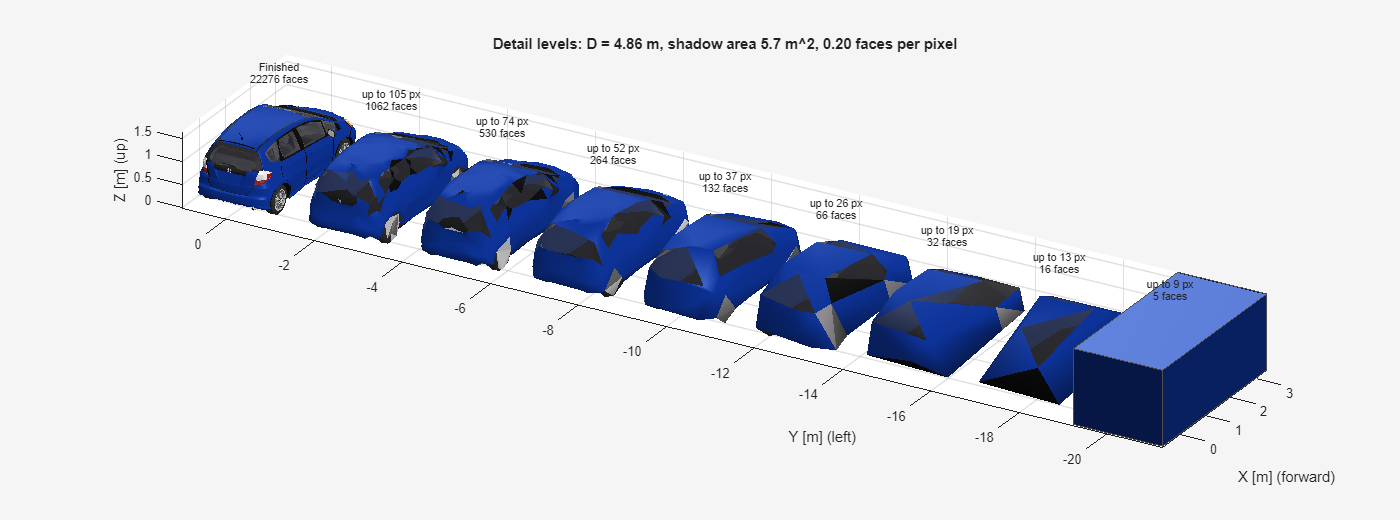 Detail levels: D = 4.86 m, shadow area 5.7 m^2, 0.20 faces per pixel
Finished
22276 faces
up to 105 px
1062 faces
up to 74 px
530 faces
up to 52 px
264 faces
up to 37 px
132 faces
up to 26 px
66 faces
up to 19 px
32 faces
up to 13 px
16 faces
up to 9 px
5 faces
Z [m] (up)
1.5
1
0.5
0
0
-2
-4
-6
-8
-10
-12
-14
-16
-18
-20
Y [m] (left)
3
2
1
0
X [m] (forward)